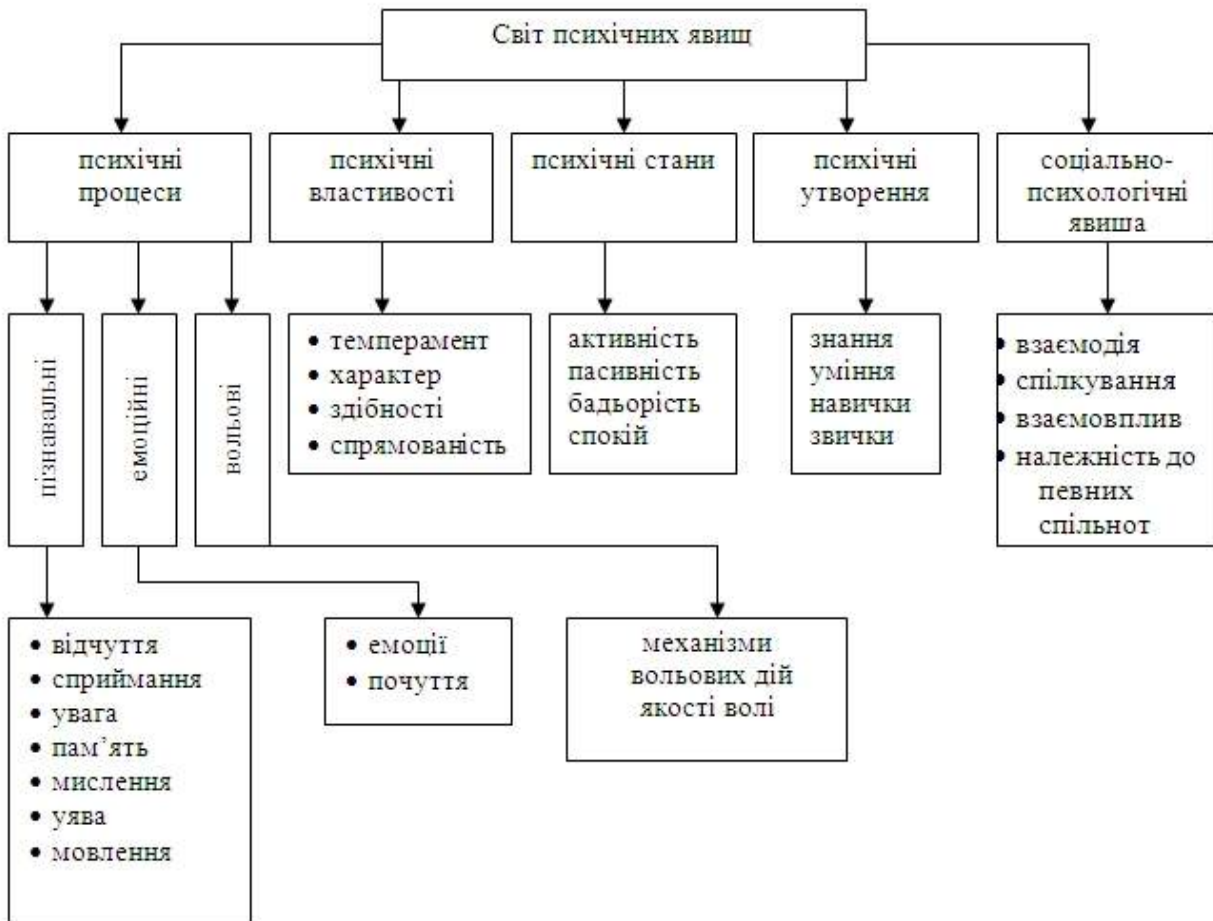 Світ психічних явищ
психічні
процеси
психічні
властивості
психічні стани
психічні
утворення
соціально-
психологічні
явиша
пізнавальні
емоційні
вольові
• темперамент
• характер
• здібності
• спрямованість
активність
пасивність
бадьорість
спокій
знання
уміння
навички
звички
• взаємодія
• спілкування
• взаємовплив
• належність до
певних
спільнот
• відчуття
• сприймання
• увага
• пам’ять
• мислення
• уява
• мовлення
• емоції
• почуття
механізми
вольових дій
якості волі